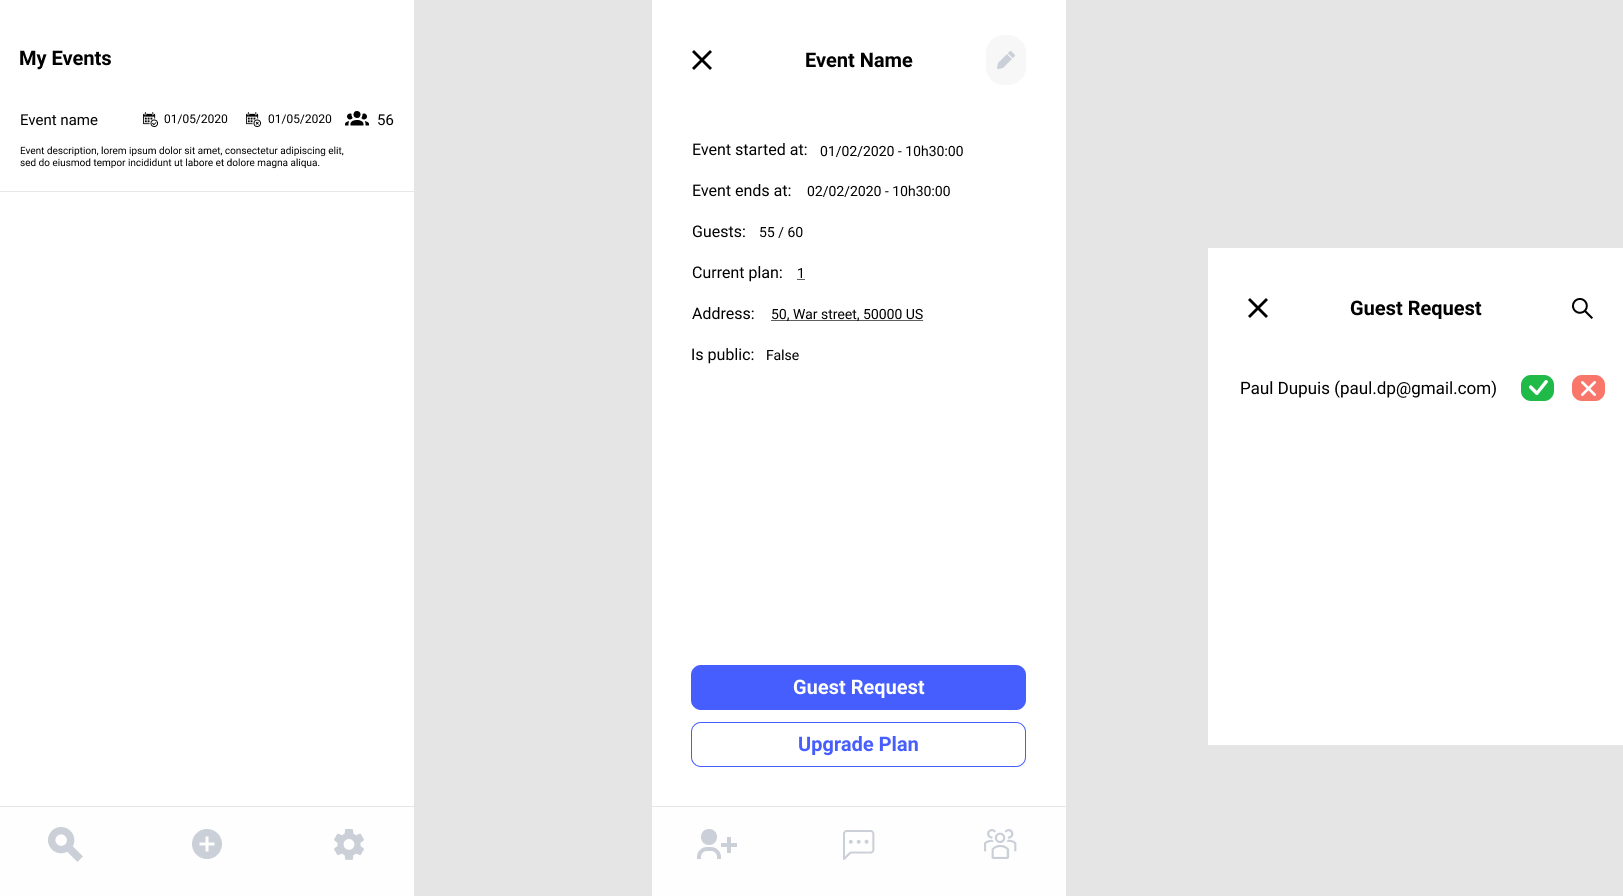 My Events
Event name 01/05/2020 01/05/2020 56
Event description, lorem ipsum dolor sit amet, consectetur adipiscing elit,
sed do eiusmod tempor incididunt ut labore et dolore magna aliqua.
Event Name
Event started at: 01/02/2020 - 10h30:00
Event ends at: 02/02/2020 - 10h30:00
Guests: 55 / 60
Current plan: 1
Address: 50, War street, 50000 US
Is public: False
Guest Request
Upgrade Plan
Guest Request
Paul Dupuis (paul.dp@gmail.com)